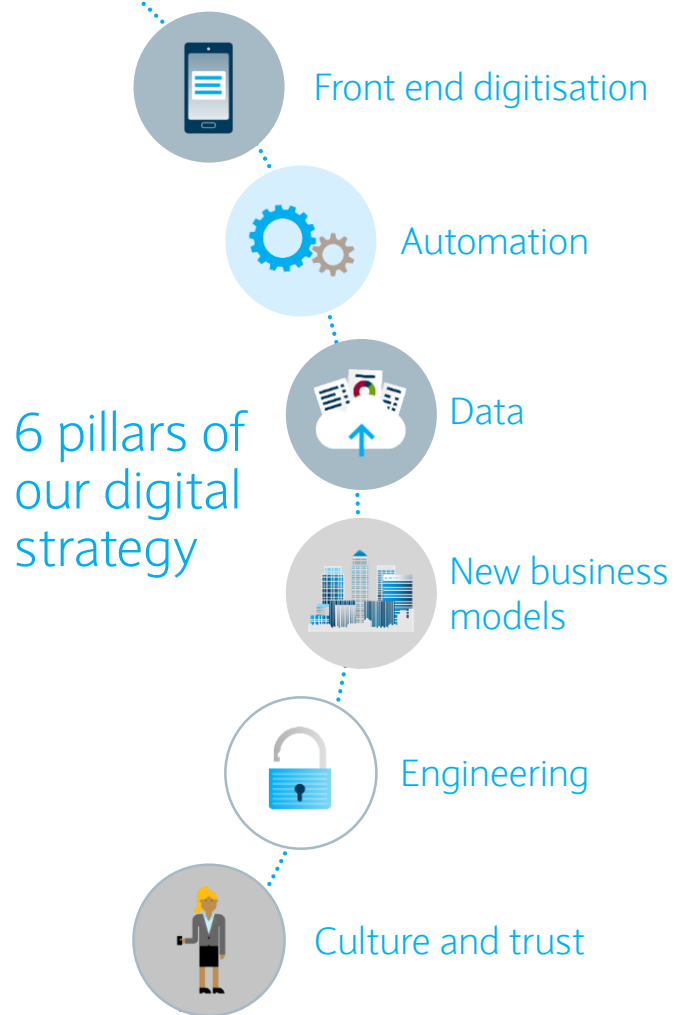 6 pillars of
our digital
strategy
Front end digitisation
Automation
Data
New business
models
Engineering
Culture and trust